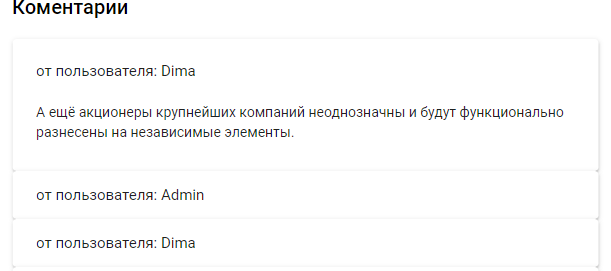 Коментарии
от пользователя: Dima
А ещё акционеры крупнейших компаний неоднозначны и будут функционально
разнесены на независимые элементы.
от пользователя: Admin
от пользователя: Dima